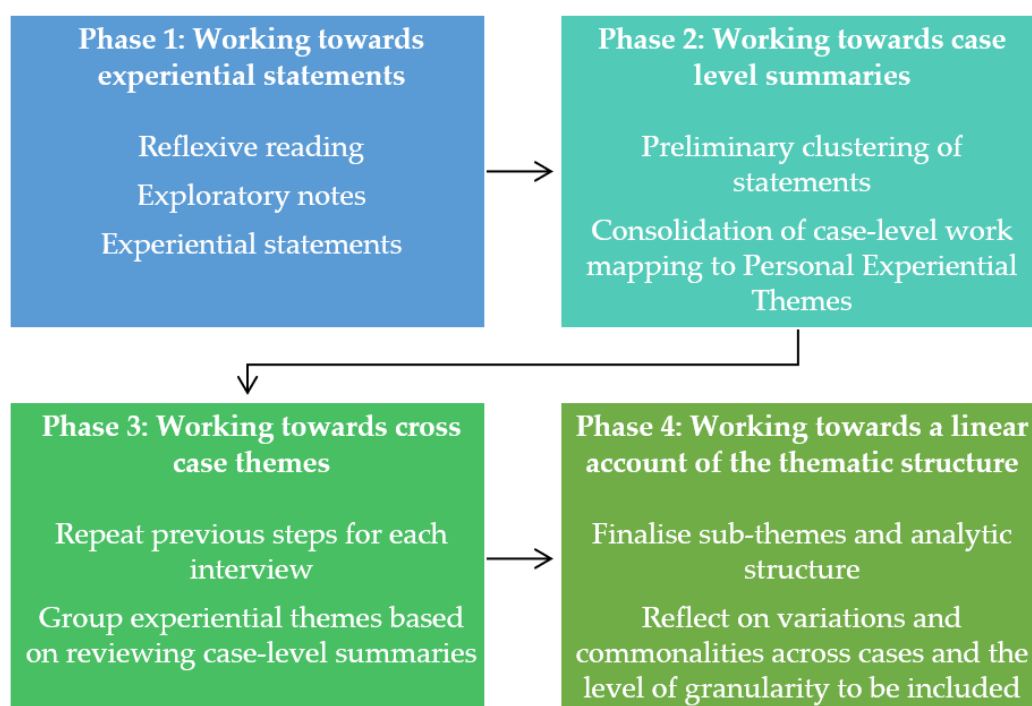 Phase 1: Working towards
experiential statements
Reflexive reading
Exploratory notes
Experiential statements
Phase 2: Working towards case
level summaries
Preliminary clustering of
statements
Consolidation of case-level work
mapping to Personal Experiential
Themes
Phase 3: Working towards cross
case themes
Repeat previous steps for each
interview
Group experiential themes based
on reviewing case-level summaries
Phase 4: Working towards a linear
account of the thematic structure
Finalise sub-themes and analytic
structure
Reflect on variations and
commonalities across cases and the
level of granularity to be included